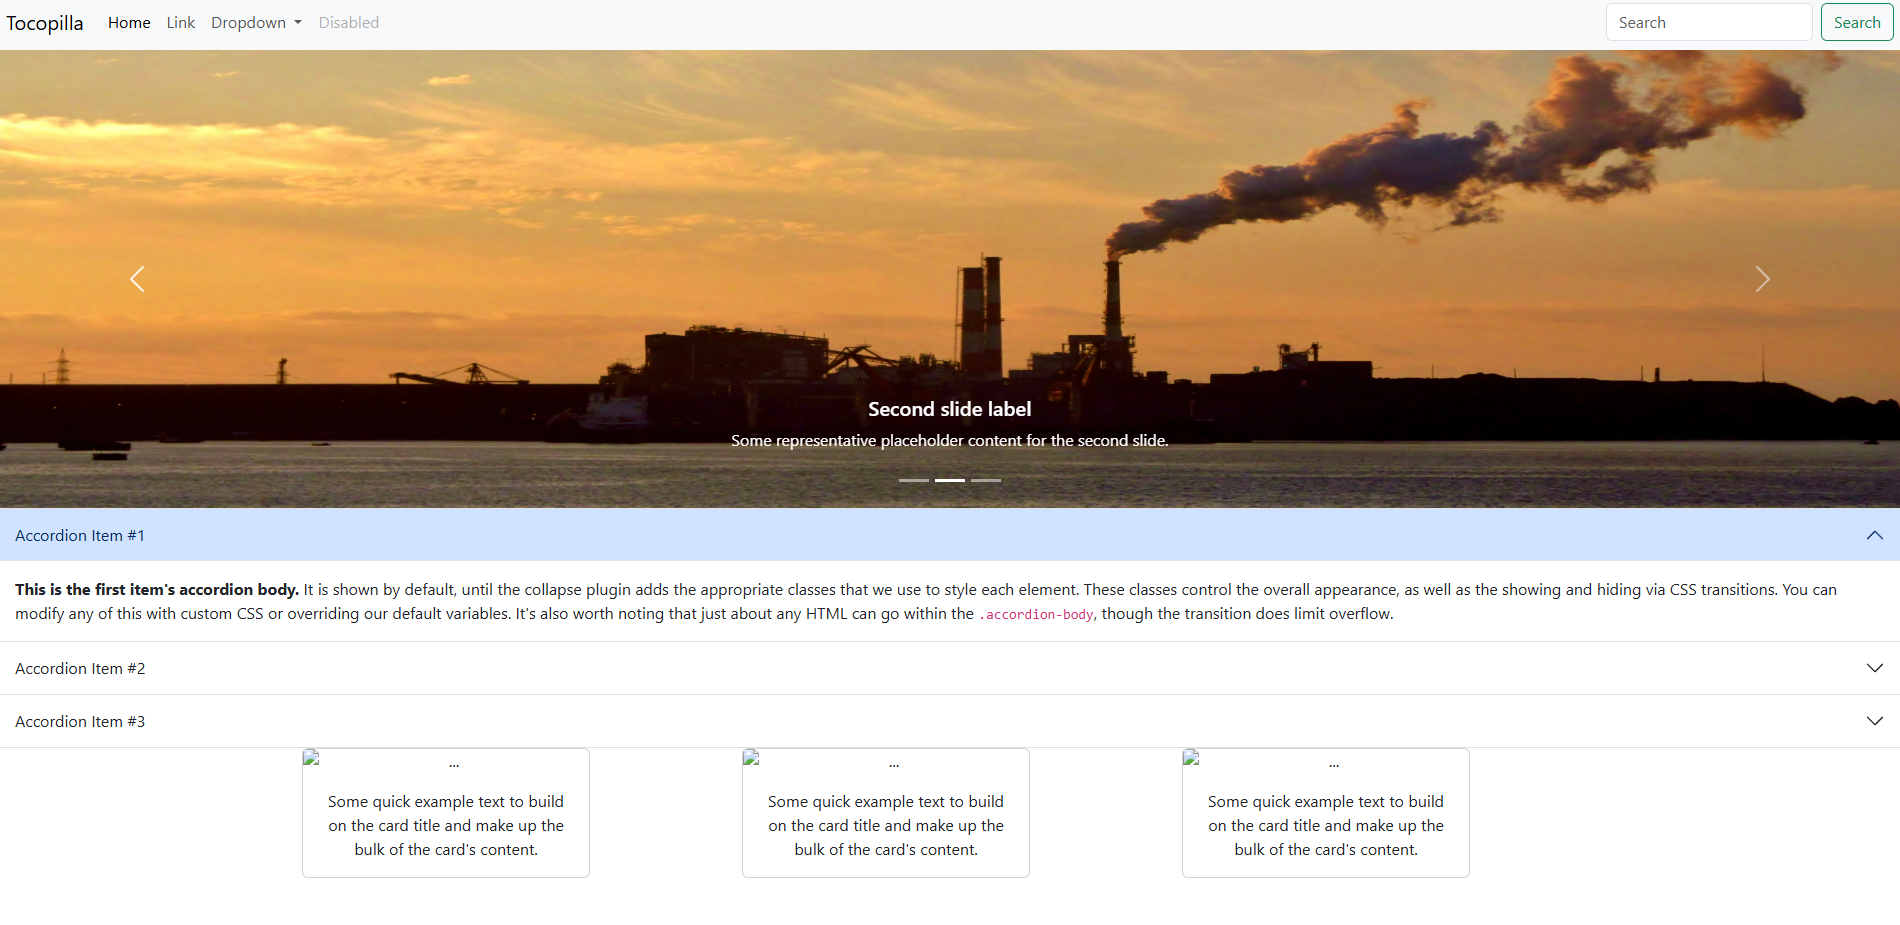 Tocopilla Home Link Dropdown Disabled Search Search
Second slide label
Some representative placeholder content for the second slide.
Accordion Item #1
This is the first item's accordion body. It is shown by default, until the collapse plugin adds the appropriate classes that we use to style each element. These classes control the overall appearance, as well as the showing and hiding via CSS transitions. You can
modify any of this with custom CSS or overriding our default variables. It's also worth noting that just about any HTML can go within the .accordion-body, though the transition does limit overflow.
Accordion Item #2
Accordion Item #3
...
Some quick example text to build
on the card title and make up the
bulk of the card's content.
...
Some quick example text to build
on the card title and make up the
bulk of the card's content.
...
Some quick example text to build
on the card title and make up the
bulk of the card's content.